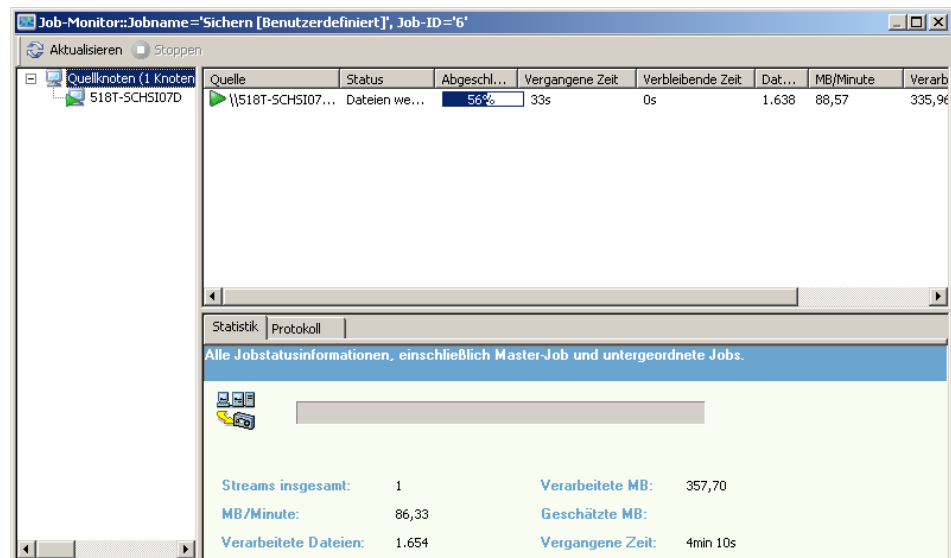 Job-Monitor::Jobname='Sichern [Benutzerdefiniert]', Job-ID='6'
Aktualisieren Stoppen
Quellknoten (1 Knoten
518T-SCHSI07D
Quelle Status Abgeschl... Vergangene Zeit Verbleibende Zeit Dat... MB/Minute Verarb
\\518T-SCHSI07... Dateien we... 56% 33s 0s 1.638 88,57 335,96
Statistik Protokoll
Alle Jobstatusinformationen, einschließlich Master-Job und untergeordnete Jobs.
Streams insgesamt: 1 Verarbeitete MB: 357,70
MB/Minute: 86,33 Geschätzte MB:
Verarbeitete Dateien: 1.654 Vergangene Zeit: 4min 10s